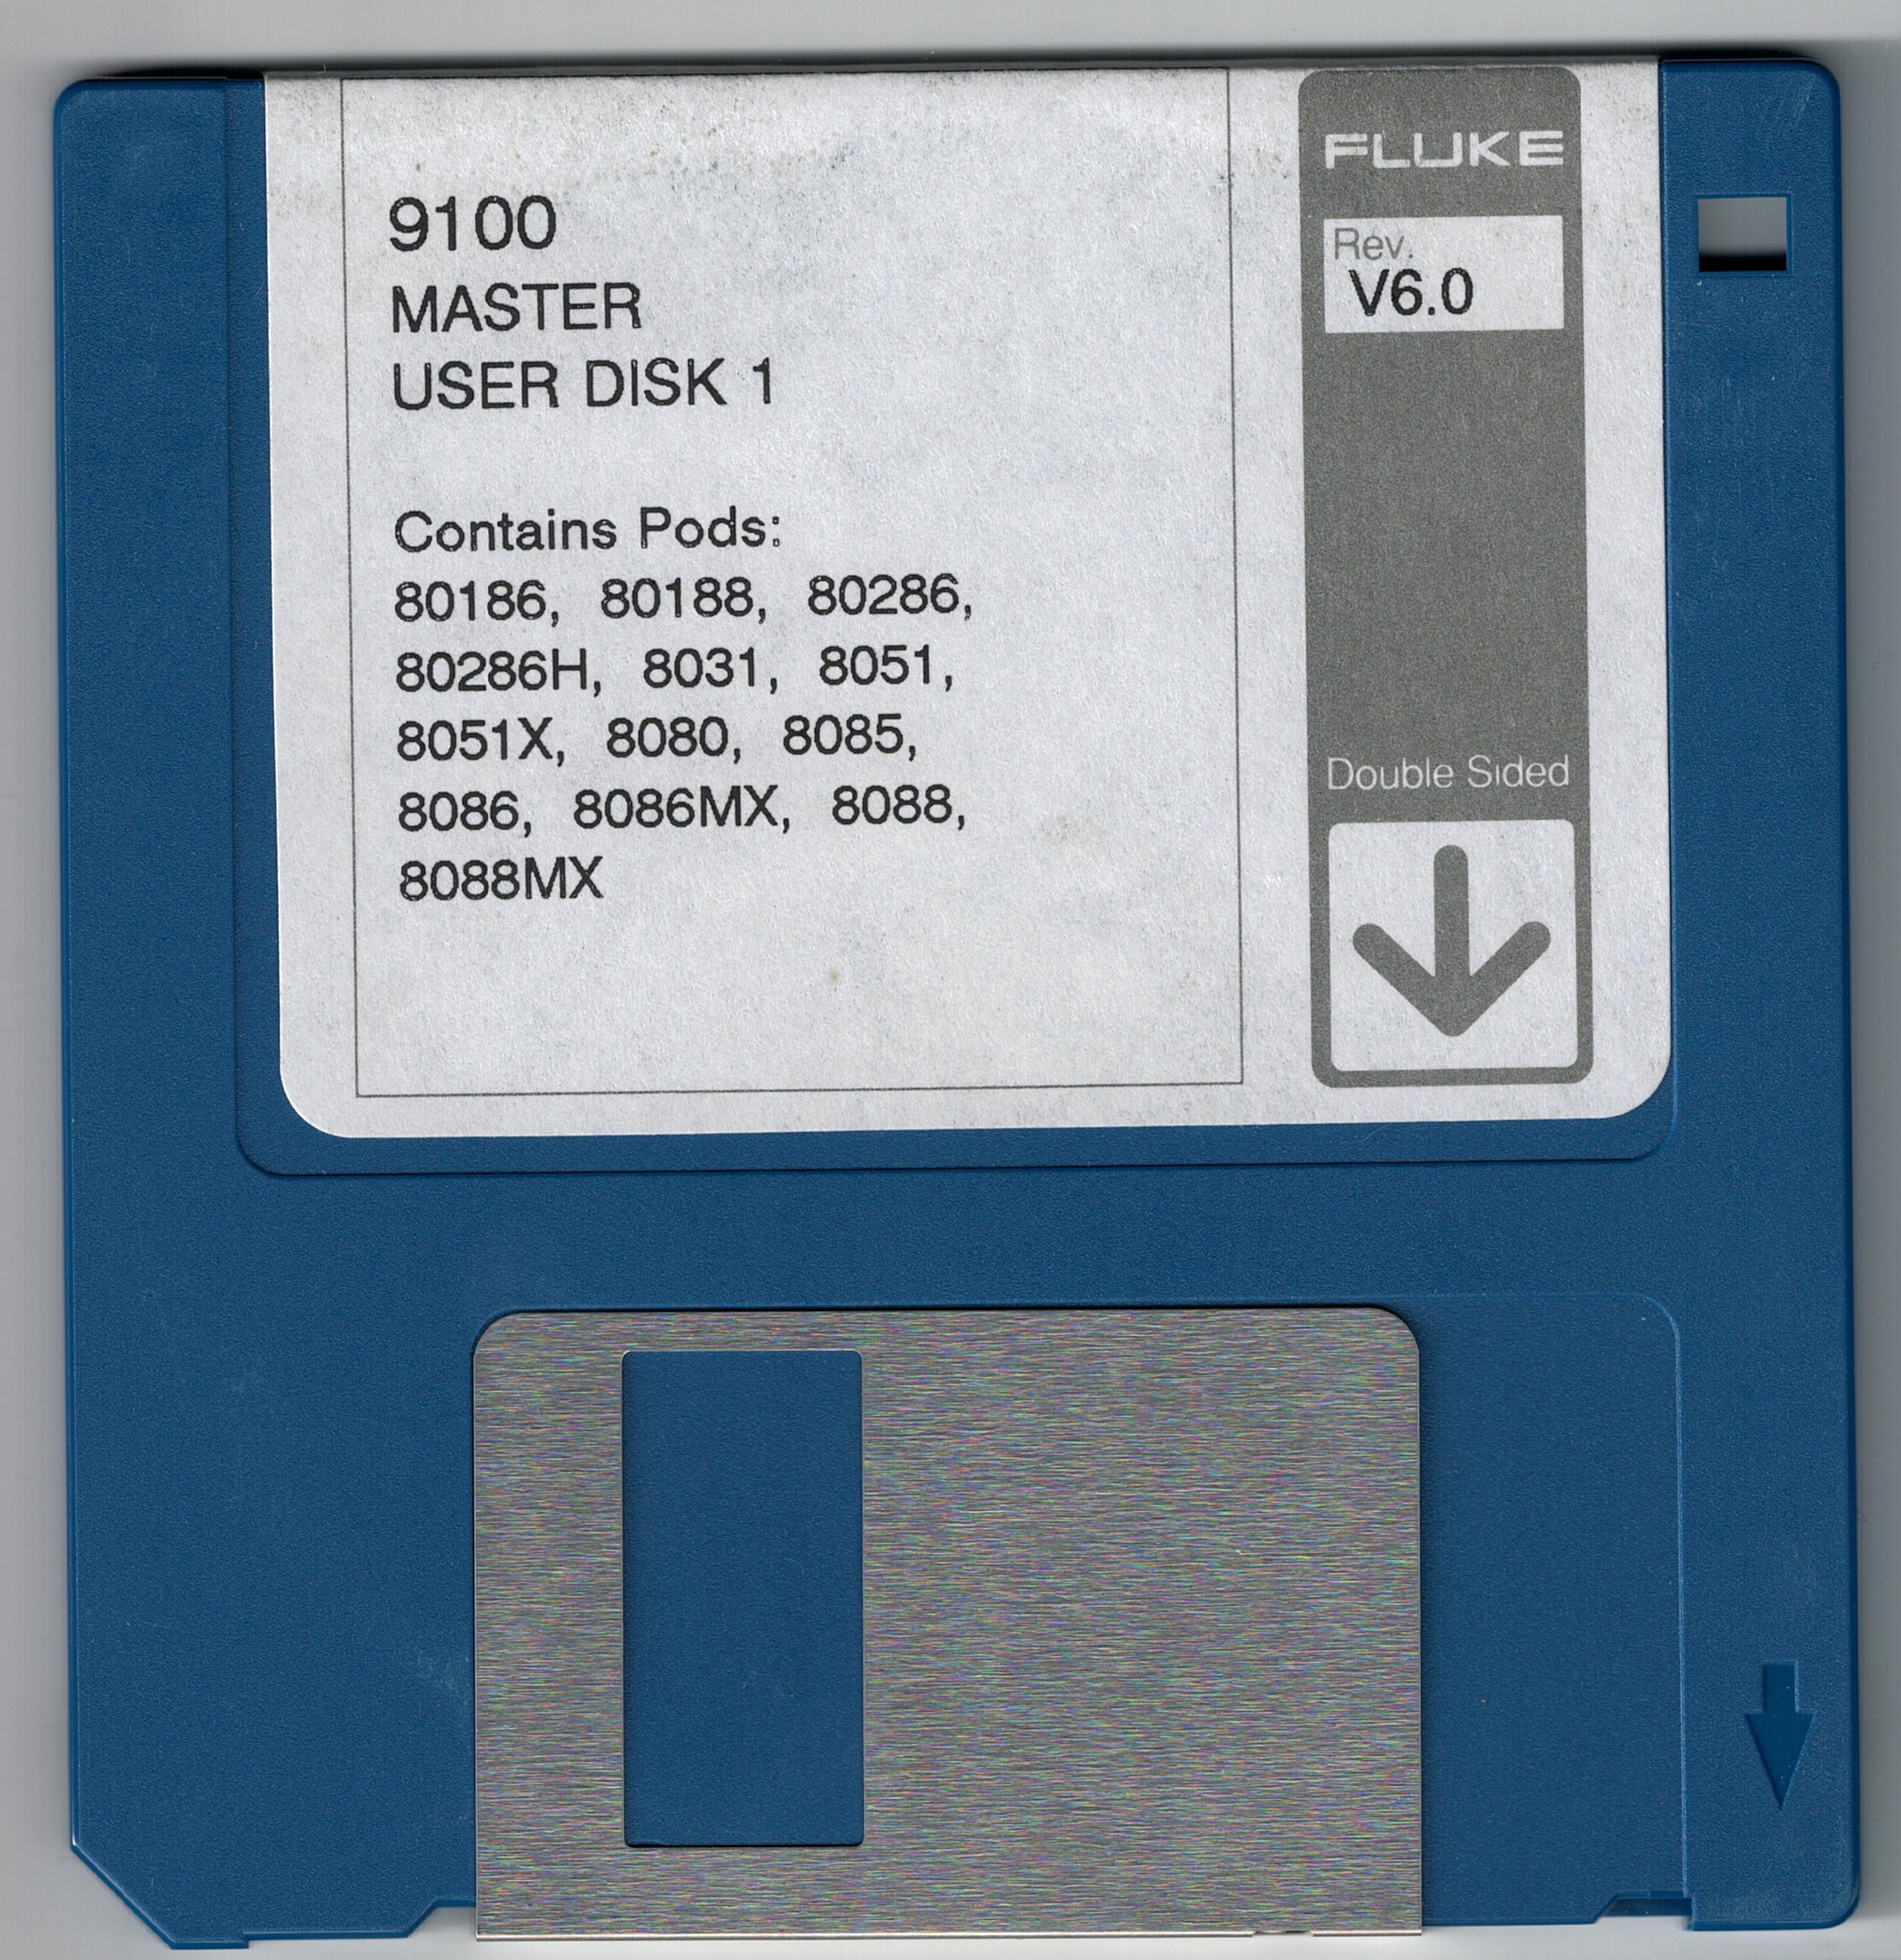 9100
MASTER
USER DISK 1
Contains Pods:
80186, 80188, 80286,
80286H, 8031, 8051,
8051X, 8080, 8085,
8086, 8086MX, 8088,
8088MX
FLUKE
Rev.
V6.0
Double Sided